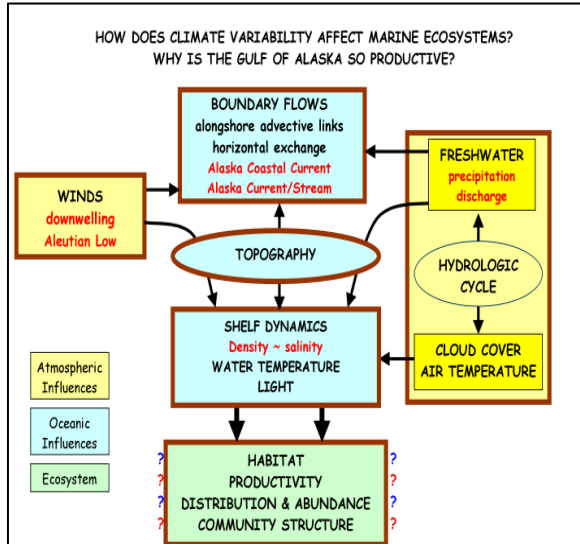 HOW DOES CLIMATE VARIABILITY AFFECT MARINE ECOSYSTEMS?
WHY IS THE GULF OF ALASKA SO PRODUCTIVE?
BOUNDARY FLOWS
alongshore advective links
horizontal exchange
Alaska Coastal Current
Alaska Current/Stream
FRESHWATER
precipitation
discharge
WINDS
downwelling
Aleutian Low
TOPOGRAPHY
HYDROLOGIC
CYCLE
SHELF DYNAMICS
Density ~ salinity
WATER TEMPERATURE
LIGHT
CLOUD COVER
AIR TEMPERATURE
Atmospheric
Influences
Oceanic
Influences
Ecosystem
? HABITAT ?
? PRODUCTIVITY ?
? DISTRIBUTION & ABUNDANCE ?
? COMMUNITY STRUCTURE ?